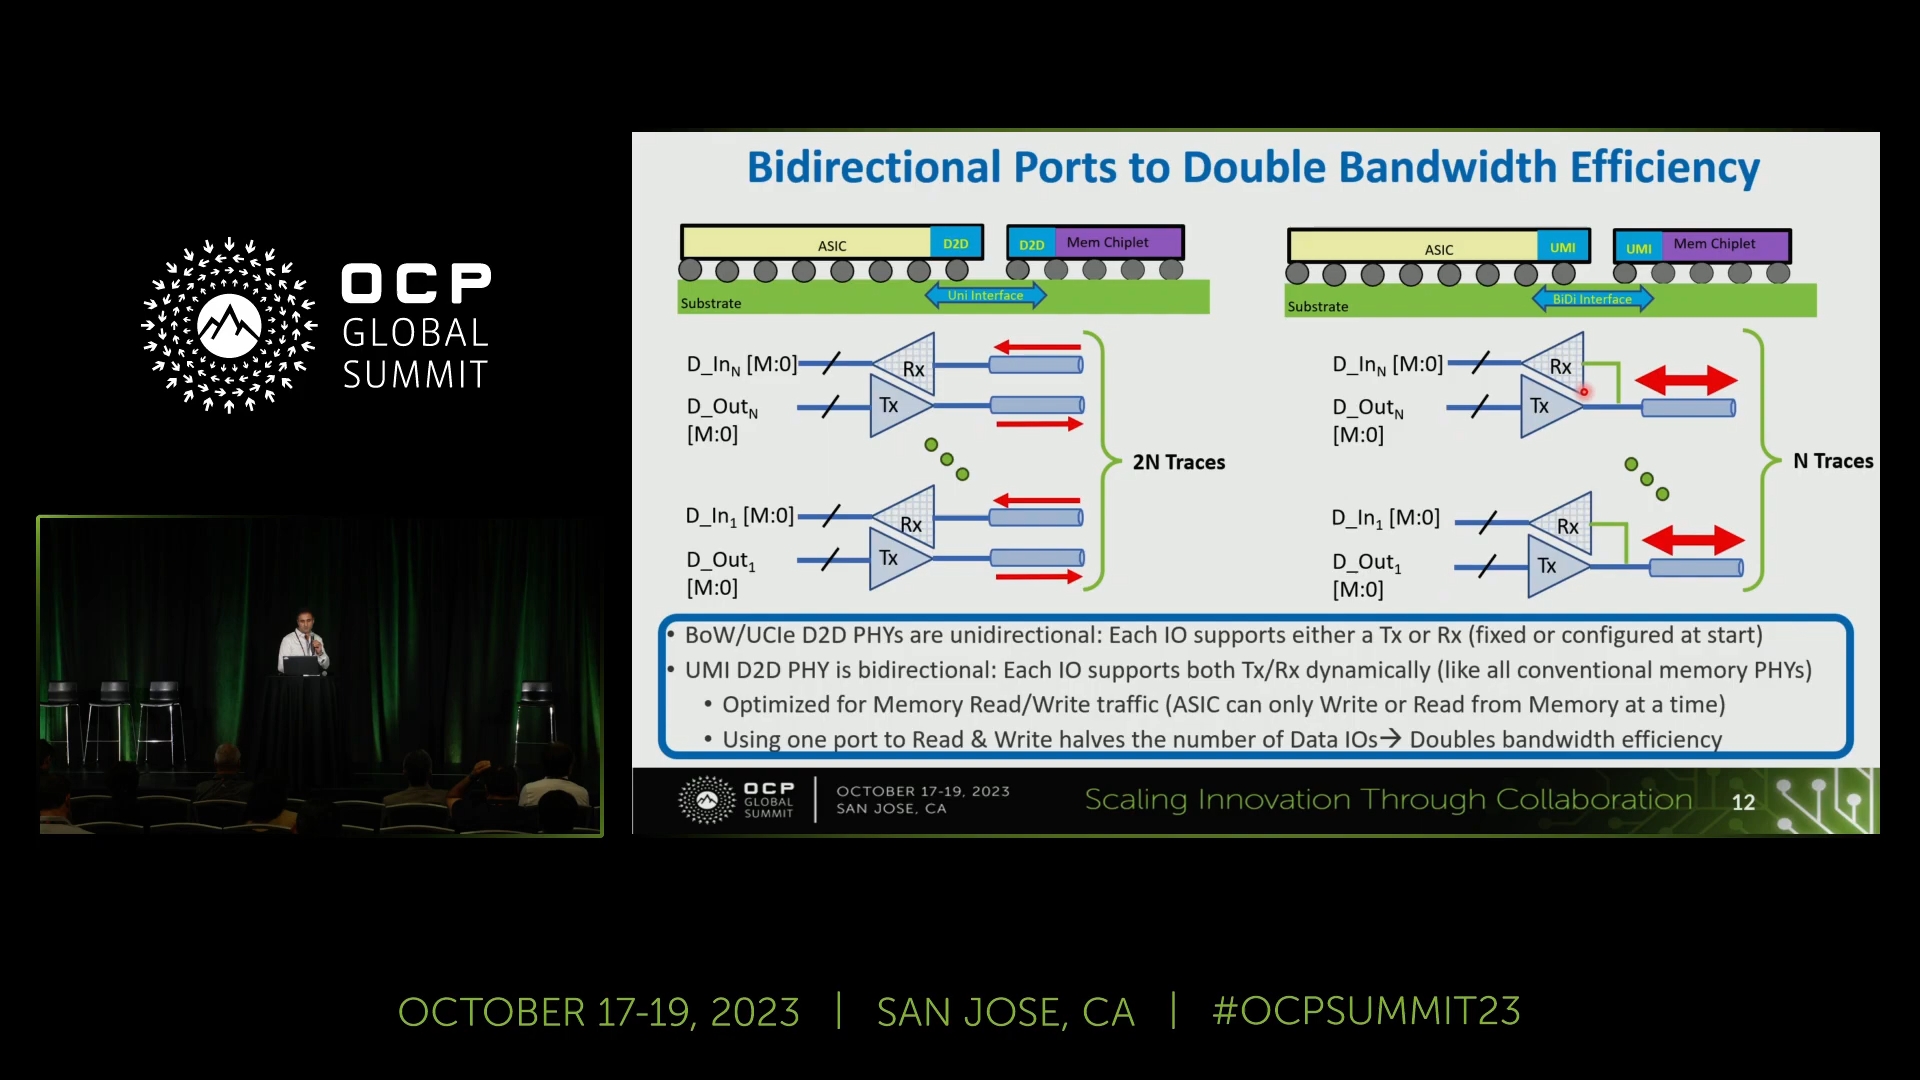 OCP
GLOBAL
SUMMIT
Bidirectional Ports to Double Bandwidth Efficiency
ASIC
D2D
D2D
Mem Chiplet
Uni Interface
Substrate
ASIC
UMI
UMI
Mem Chiplet
BiDi Interface
Substrate
D_InN [M:0]
Rx
D_OutN
[M:0]
Tx
2N Traces
D_In1 [M:0]
Rx
D_Out1
[M:0]
Tx
D_InN [M:0]
Rx
D_OutN
[M:0]
Tx
N Traces
D_In1 [M:0]
Rx
D_Out1
[M:0]
Tx
• BoW/UCIe D2D PHYs are unidirectional: Each IO supports either a Tx or Rx (fixed or configured at start)
• UMI D2D PHY is bidirectional: Each IO supports both Tx/Rx dynamically (like all conventional memory PHYs)
• Optimized for Memory Read/Write traffic (ASIC can only Write or Read from Memory at a time)
• Using one port to Read & Write halves the number of Data IOs→ Doubles bandwidth efficiency
OCP
GLOBAL
SUMMIT
OCTOBER 17-19, 2023
SAN JOSE, CA
Scaling Innovation Through Collaboration
12
OCTOBER 17-19, 2023 | SAN JOSE, CA | #OCPSUMMIT23